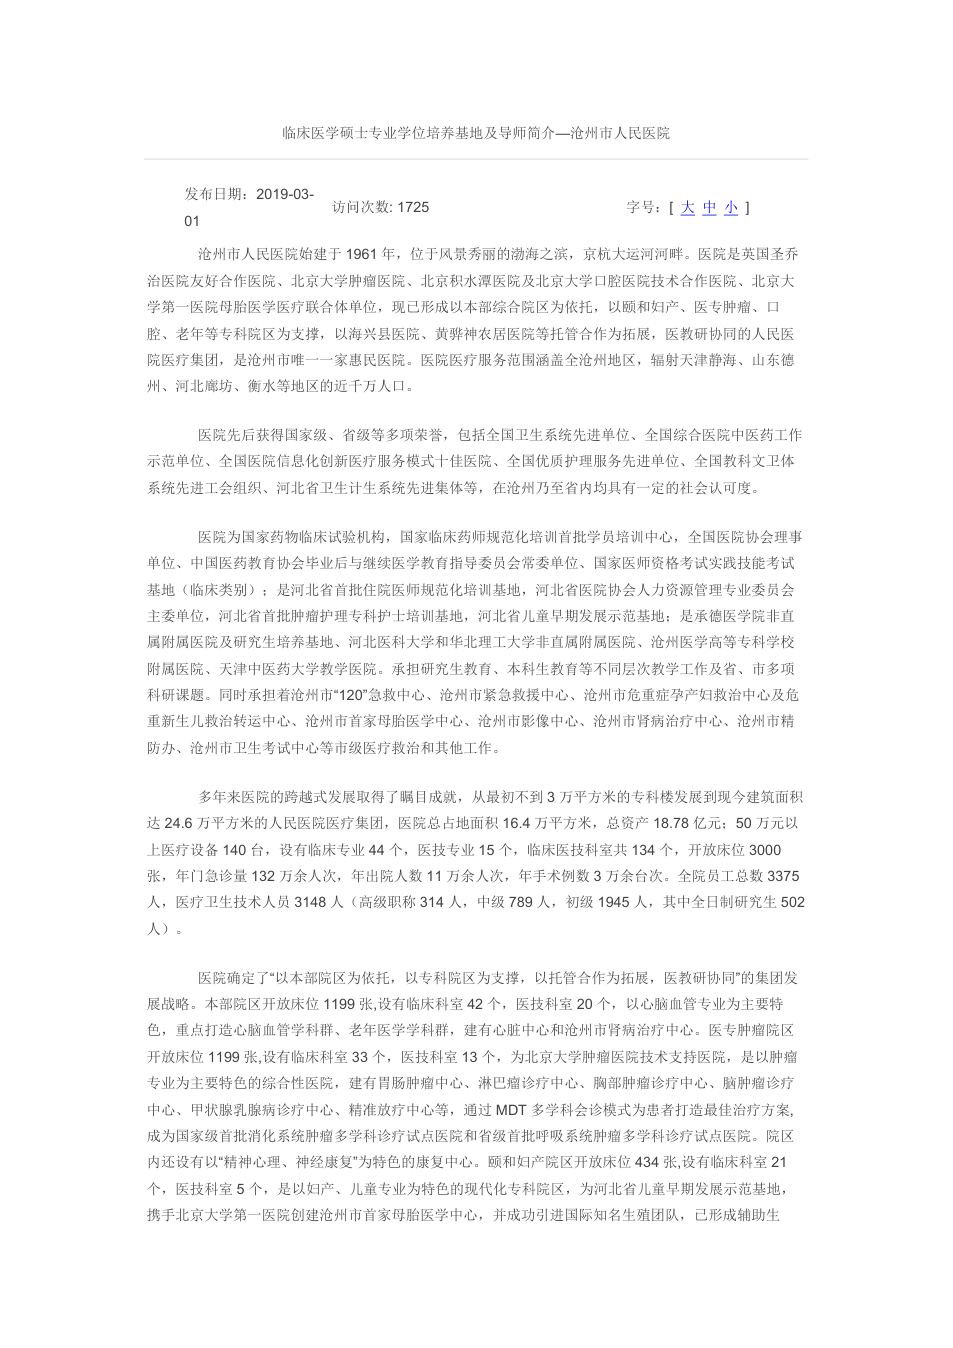 临床医学硕士专业学位培养基地及导师简介—沧州市人民医院
发布日期：2019-03-
01
访问次数: 1725
字号：[ 大 中 小 ]
沧州市人民医院始建于 1961 年，位于风景秀丽的渤海之滨，京杭大运河河畔。医院是英国圣乔
治医院友好合作医院、北京大学肿瘤医院、北京积水潭医院及北京大学口腔医院技术合作医院、北京大
学第一医院母胎医学医疗联合体单位，现已形成以本部综合院区为依托，以颐和妇产、医专肿瘤、口
腔、老年等专科院区为支撑，以海兴县医院、黄骅神农居医院等托管合作为拓展，医教研协同的人民医
院医疗集团，是沧州市唯一一家惠民医院。医院医疗服务范围涵盖全沧州地区，辐射天津静海、山东德
州、河北廊坊、衡水等地区的近千万人口。
医院先后获得国家级、省级等多项荣誉，包括全国卫生系统先进单位、全国综合医院中医药工作
示范单位、全国医院信息化创新医疗服务模式十佳医院、全国优质护理服务先进单位、全国教科文卫体
系统先进工会组织、河北省卫生计生系统先进集体等，在沧州乃至省内均具有一定的社会认可度。
医院为国家药物临床试验机构，国家临床药师规范化培训首批学员培训中心，全国医院协会理事
单位、中国医药教育协会毕业后与继续医学教育指导委员会常委单位、国家医师资格考试实践技能考试
基地（临床类别）；是河北省首批住院医师规范化培训基地，河北省医院协会人力资源管理专业委员会
主委单位，河北省首批肿瘤护理专科护士培训基地，河北省儿童早期发展示范基地；是承德医学院非直
属附属医院及研究生培养基地、河北医科大学和华北理工大学非直属附属医院、沧州医学高等专科学校
附属医院、天津中医药大学教学医院。承担研究生教育、本科生教育等不同层次教学工作及省、市多项
科研课题。同时承担着沧州市“120”急救中心、沧州市紧急救援中心、沧州市危重症孕产妇救治中心及危
重新生儿救治转运中心、沧州市首家母胎医学中心、沧州市影像中心、沧州市肾病治疗中心、沧州市精
防办、沧州市卫生考试中心等市级医疗救治和其他工作。
多年来医院的跨越式发展取得了瞩目成就，从最初不到 3 万平方米的专科楼发展到现今建筑面积
达 24.6 万平方米的人民医院医疗集团，医院总占地面积 16.4 万平方米，总资产 18.78 亿元；50 万元以
上医疗设备 140 台，设有临床专业 44 个，医技专业 15 个，临床医技科室共 134 个，开放床位 3000
张，年门急诊量 132 万余人次，年出院人数 11 万余人次，年手术例数 3 万余台次。全院员工总数 3375
人，医疗卫生技术人员 3148 人（高级职称 314 人，中级 789 人，初级 1945 人，其中全日制研究生 502
人）。
医院确定了“以本部院区为依托，以专科院区为支撑，以托管合作为拓展，医教研协同”的集团发
展战略。本部院区开放床位 1199 张,设有临床科室 42 个，医技科室 20 个，以心脑血管专业为主要特
色，重点打造心脑血管学科群、老年医学学科群，建有心脏中心和沧州市肾病治疗中心。医专肿瘤院区
开放床位 1199 张,设有临床科室 33 个，医技科室 13 个，为北京大学肿瘤医院技术支持医院，是以肿瘤
专业为主要特色的综合性医院，建有胃肠肿瘤中心、淋巴瘤诊疗中心、胸部肿瘤诊疗中心、脑肿瘤诊疗
中心、甲状腺乳腺病诊疗中心、精准放疗中心等，通过 MDT 多学科会诊模式为患者打造最佳治疗方案,
成为国家级首批消化系统肿瘤多学科诊疗试点医院和省级首批呼吸系统肿瘤多学科诊疗试点医院。院区
内还设有以“精神心理、神经康复”为特色的康复中心。颐和妇产院区开放床位 434 张,设有临床科室 21
个，医技科室 5 个，是以妇产、儿童专业为特色的现代化专科院区，为河北省儿童早期发展示范基地，
携手北京大学第一医院创建沧州市首家母胎医学中心，并成功引进国际知名生殖团队，已形成辅助生